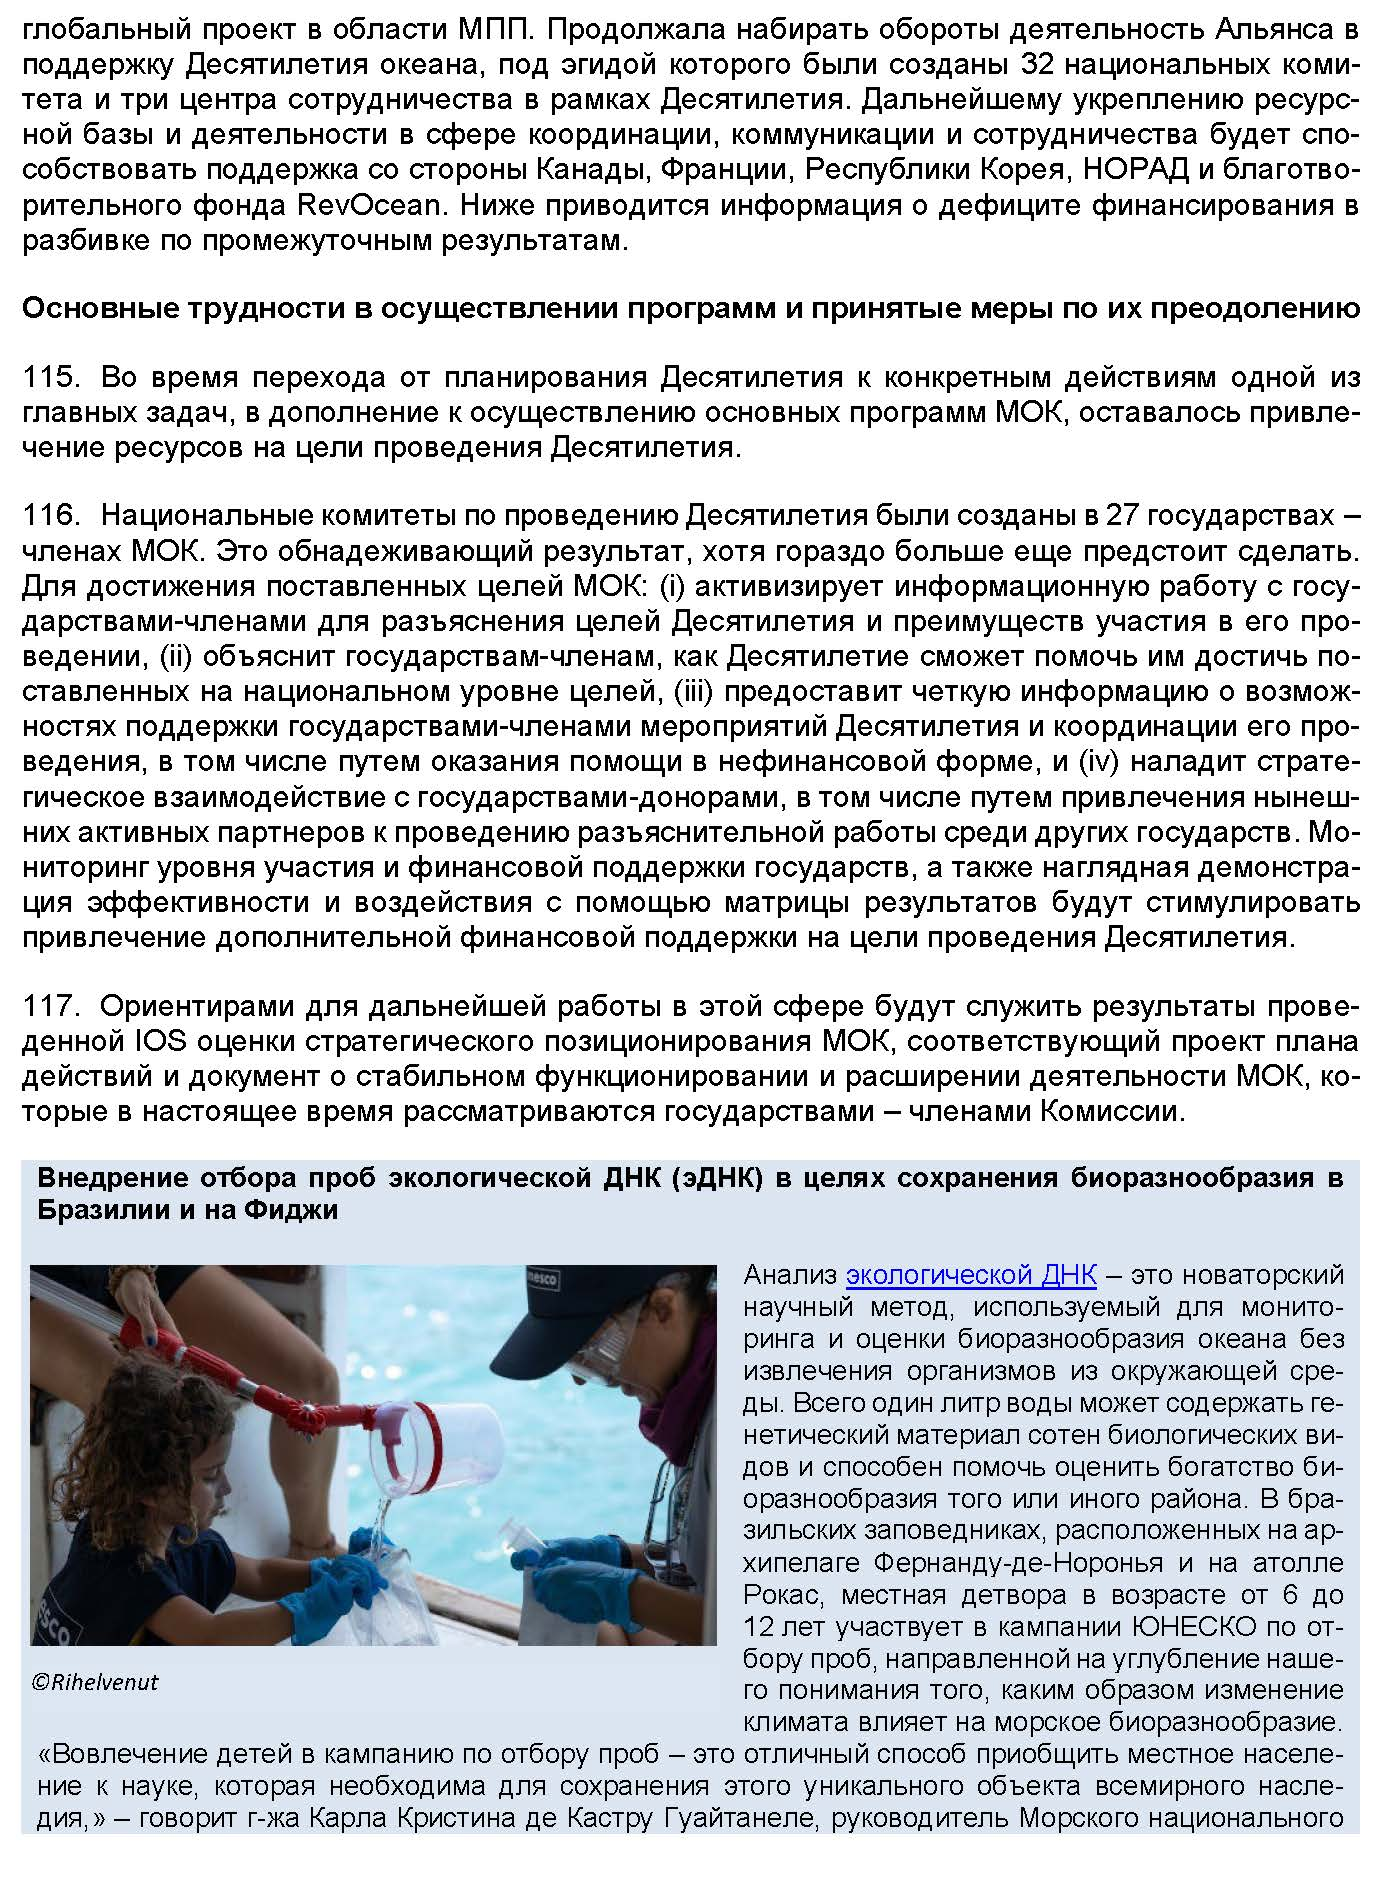 глобальный проект в области МПП. Продолжала набирать обороты деятельность Альянса в
поддержку Десятилетия океана, под эгидой которого были созданы 32 национальных коми-
тета и три центра сотрудничества в рамках Десятилетия. Дальнейшему укреплению ресурс-
ной базы и деятельности в сфере координации, коммуникации и сотрудничества будет спо-
собствовать поддержка со стороны Канады, Франции, Республики Корея, НОРАД и благотво-
рительного фонда RevOcean. Ниже приводится информация о дефиците финансирования в
разбивке по промежуточным результатам.
Основные трудности в осуществлении программ и принятые меры по их преодолению
115. Во время перехода от планирования Десятилетия к конкретным действиям одной из
главных задач, в дополнение к осуществлению основных программ МОК, оставалось привле-
чение ресурсов на цели проведения Десятилетия.
116. Национальные комитеты по проведению Десятилетия были созданы в 27 государствах –
членах МОК. Это обнадеживающий результат, хотя гораздо больше еще предстоит сделать.
Для достижения поставленных целей МОК: (i) активизирует информационную работу с госу-
дарствами-членами для разъяснения целей Десятилетия и преимуществ участия в его про-
ведении, (ii) объяснит государствам-членам, как Десятилетие сможет помочь им достичь по-
ставленных на национальном уровне целей, (iii) предоставит четкую информацию о возмож-
ностях поддержки государствами-членами мероприятий Десятилетия и координации его про-
ведения, в том числе путем оказания помощи в нефинансовой форме, и (iv) наладит страте-
гическое взаимодействие с государствами-донорами, в том числе путем привлечения нынеш-
них активных партнеров к проведению разъяснительной работы среди других государств. Мо-
ниторинг уровня участия и финансовой поддержки государств, а также наглядная демонстра-
ция эффективности и воздействия с помощью матрицы результатов будут стимулировать
привлечение дополнительной финансовой поддержки на цели проведения Десятилетия.
117. Ориентирами для дальнейшей работы в этой сфере будут служить результаты прове-
денной IOS оценки стратегического позиционирования МОК, соответствующий проект плана
действий и документ о стабильном функционировании и расширении деятельности МОК, ко-
торые в настоящее время рассматриваются государствами – членами Комиссии.
Внедрение отбора проб экологической ДНК (эДНК) в целях сохранения биоразнообразия в
Бразилии и на Фиджи
nesco
esco
©Rihelvenut
Анализ экологической ДНК – это новаторский
научный метод, используемый для монито-
ринга и оценки биоразнообразия океана без
извлечения организмов из окружающей сре-
ды. Всего один литр воды может содержать ге-
нетический материал сотен биологических ви-
дов и способен помочь оценить богатство би-
оразнообразия того или иного района. В бра-
зильских заповедниках, расположенных на ар-
хипелаге Фернанду-де-Норонья и на атолле
Рокас, местная детвора в возрасте от 6 до
12 лет участвует в кампании ЮНЕСКО по от-
бору проб, направленной на углубление наше-
го понимания того, каким образом изменение
климата влияет на морское биоразнообразие.
«Вовлечение детей в кампанию по отбору проб – это отличный способ приобщить местное населе-
ние к науке, которая необходима для сохранения этого уникального объекта всемирного насле-
дия,» – говорит г-жа Карла Кристина де Кастру Гуайтанеле, руководитель Морского национального